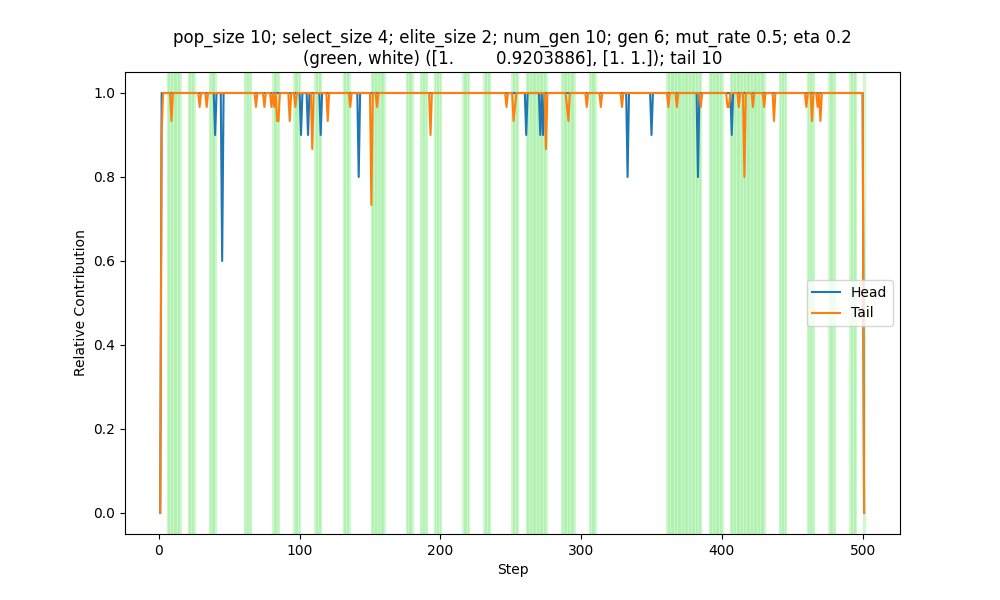 pop_size 10; select_size 4; elite_size 2; num_gen 10; gen 6; mut_rate 0.5; eta 0.2
(green, white) ([1.        0.9203886], [1. 1.]); tail 10
1.0
0.8
0.6
0.4
0.2
0.0
Relative Contribution
Head
Tail
0
100
200
300
400
500
Step